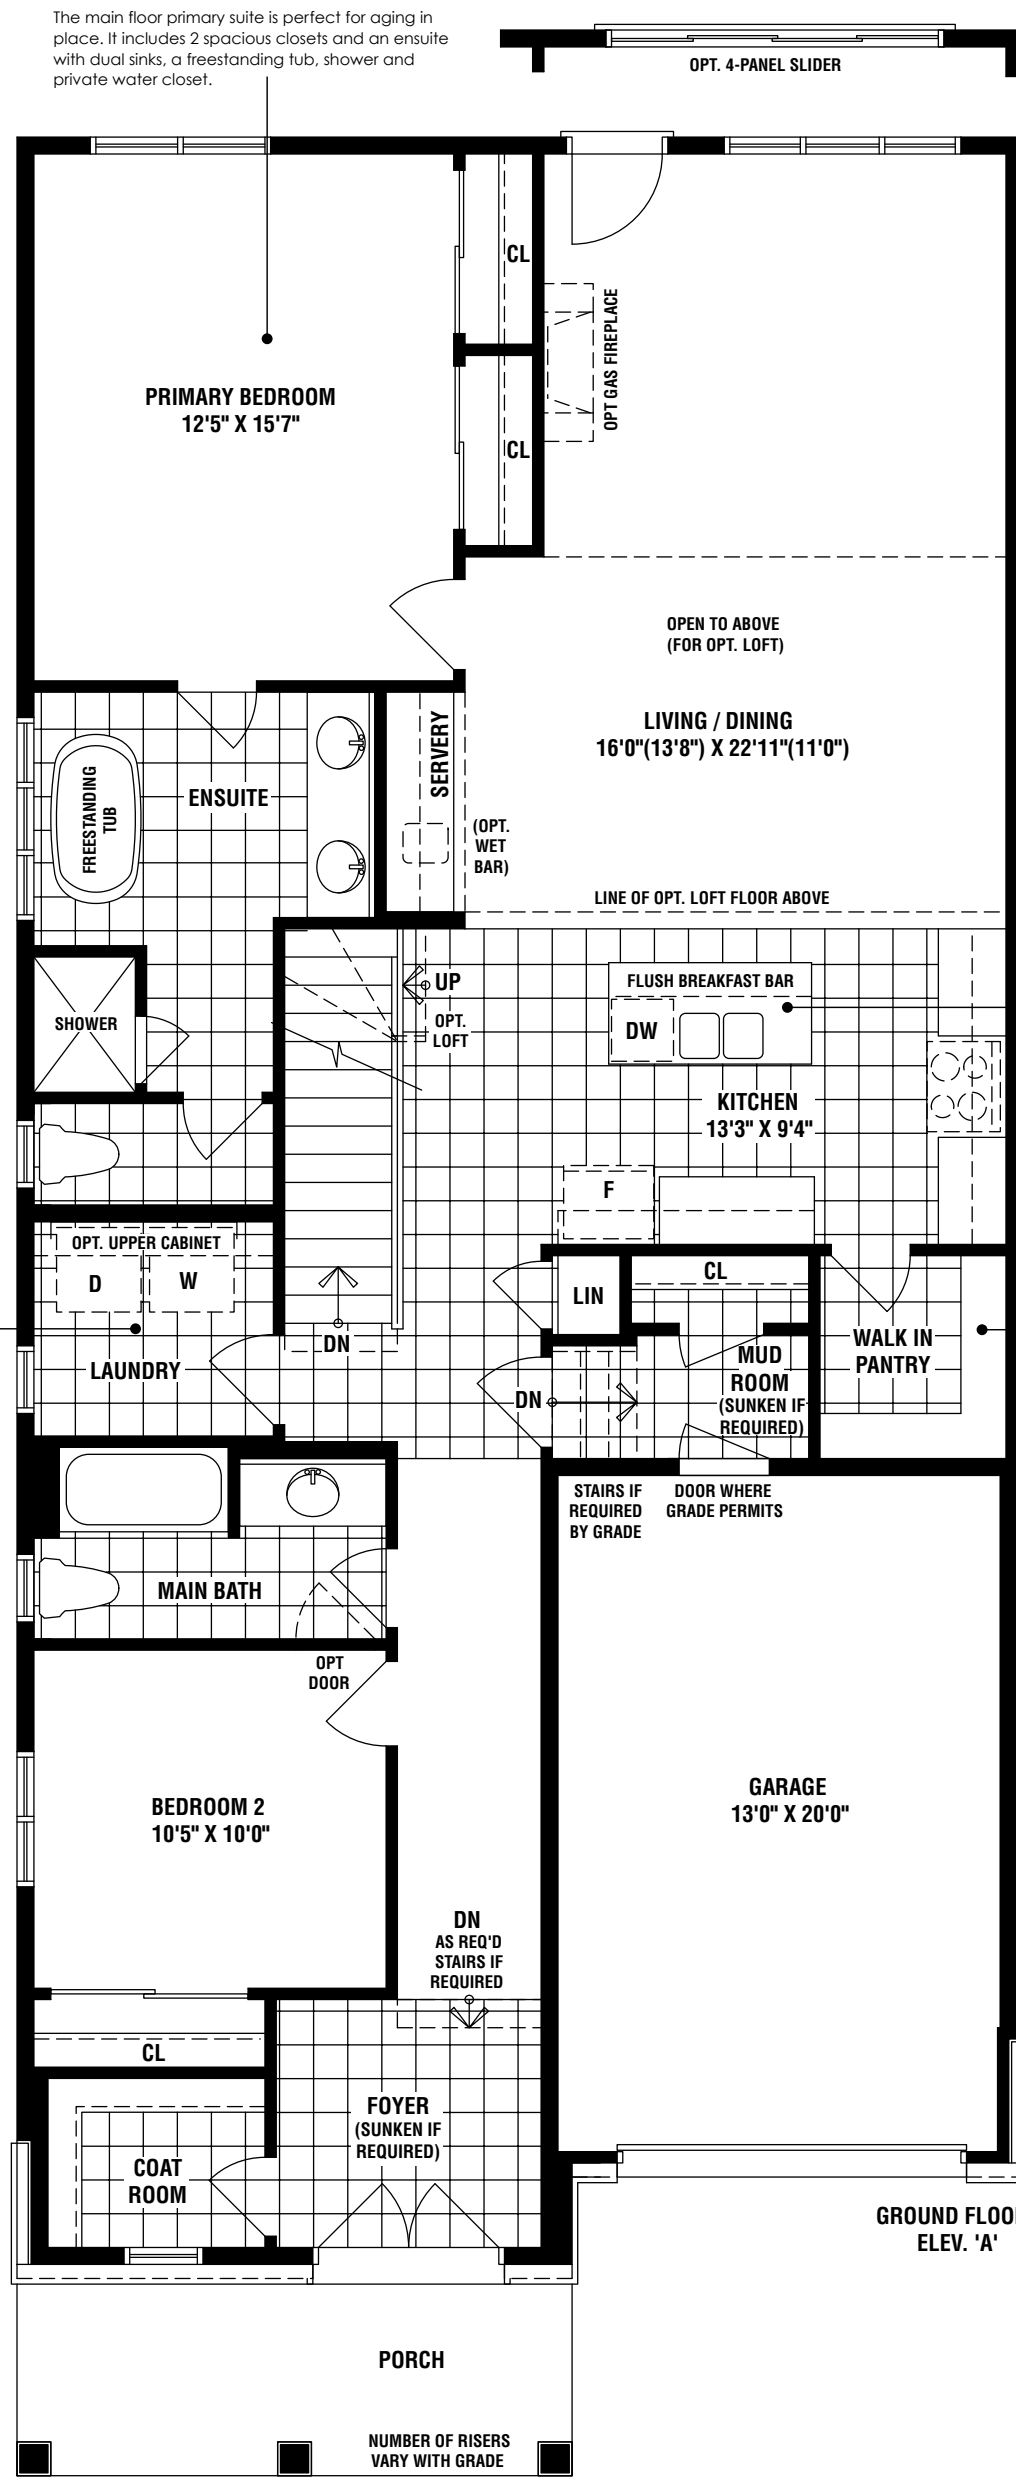 The main floor primary suite is perfect for aging in
place. It includes 2 spacious closets and an ensuite
with dual sinks, a freestanding tub, shower and
private water closet.
OPT. 4-PANEL SLIDER
CL
OPT GAS FIREPLACE
PRIMARY BEDROOM
12'5" X 15'7"
CL
OPEN TO ABOVE
(FOR OPT. LOFT)
LIVING / DINING
16'0"(13'8") X 22'11"(11'0")
SERVERY
(OPT.
WET
BAR)
ENSUITE
FREESTANDING
TUB
LINE OF OPT. LOFT FLOOR ABOVE
UP
OPT.
LOFT
FLUSH BREAKFAST BAR
DW
SHOWER
KITCHEN
13'3" X 9'4"
F
OPT. UPPER CABINET
D
W
LAUNDRY
DN
LIN
CL
WALK IN
PANTRY
MUD
ROOM
(SUNKEN IF
REQUIRED)
DN
STAIRS IF
REQUIRED
BY GRADE
DOOR WHERE
GRADE PERMITS
MAIN BATH
OPT
DOOR
GARAGE
13'0" X 20'0"
BEDROOM 2
10'5" X 10'0"
DN
AS REQ'D
STAIRS IF
REQUIRED
CL
FOYER
(SUNKEN IF
REQUIRED)
COAT
ROOM
GROUND FLOO
ELEV. 'A'
PORCH
NUMBER OF RISERS
VARY WITH GRADE